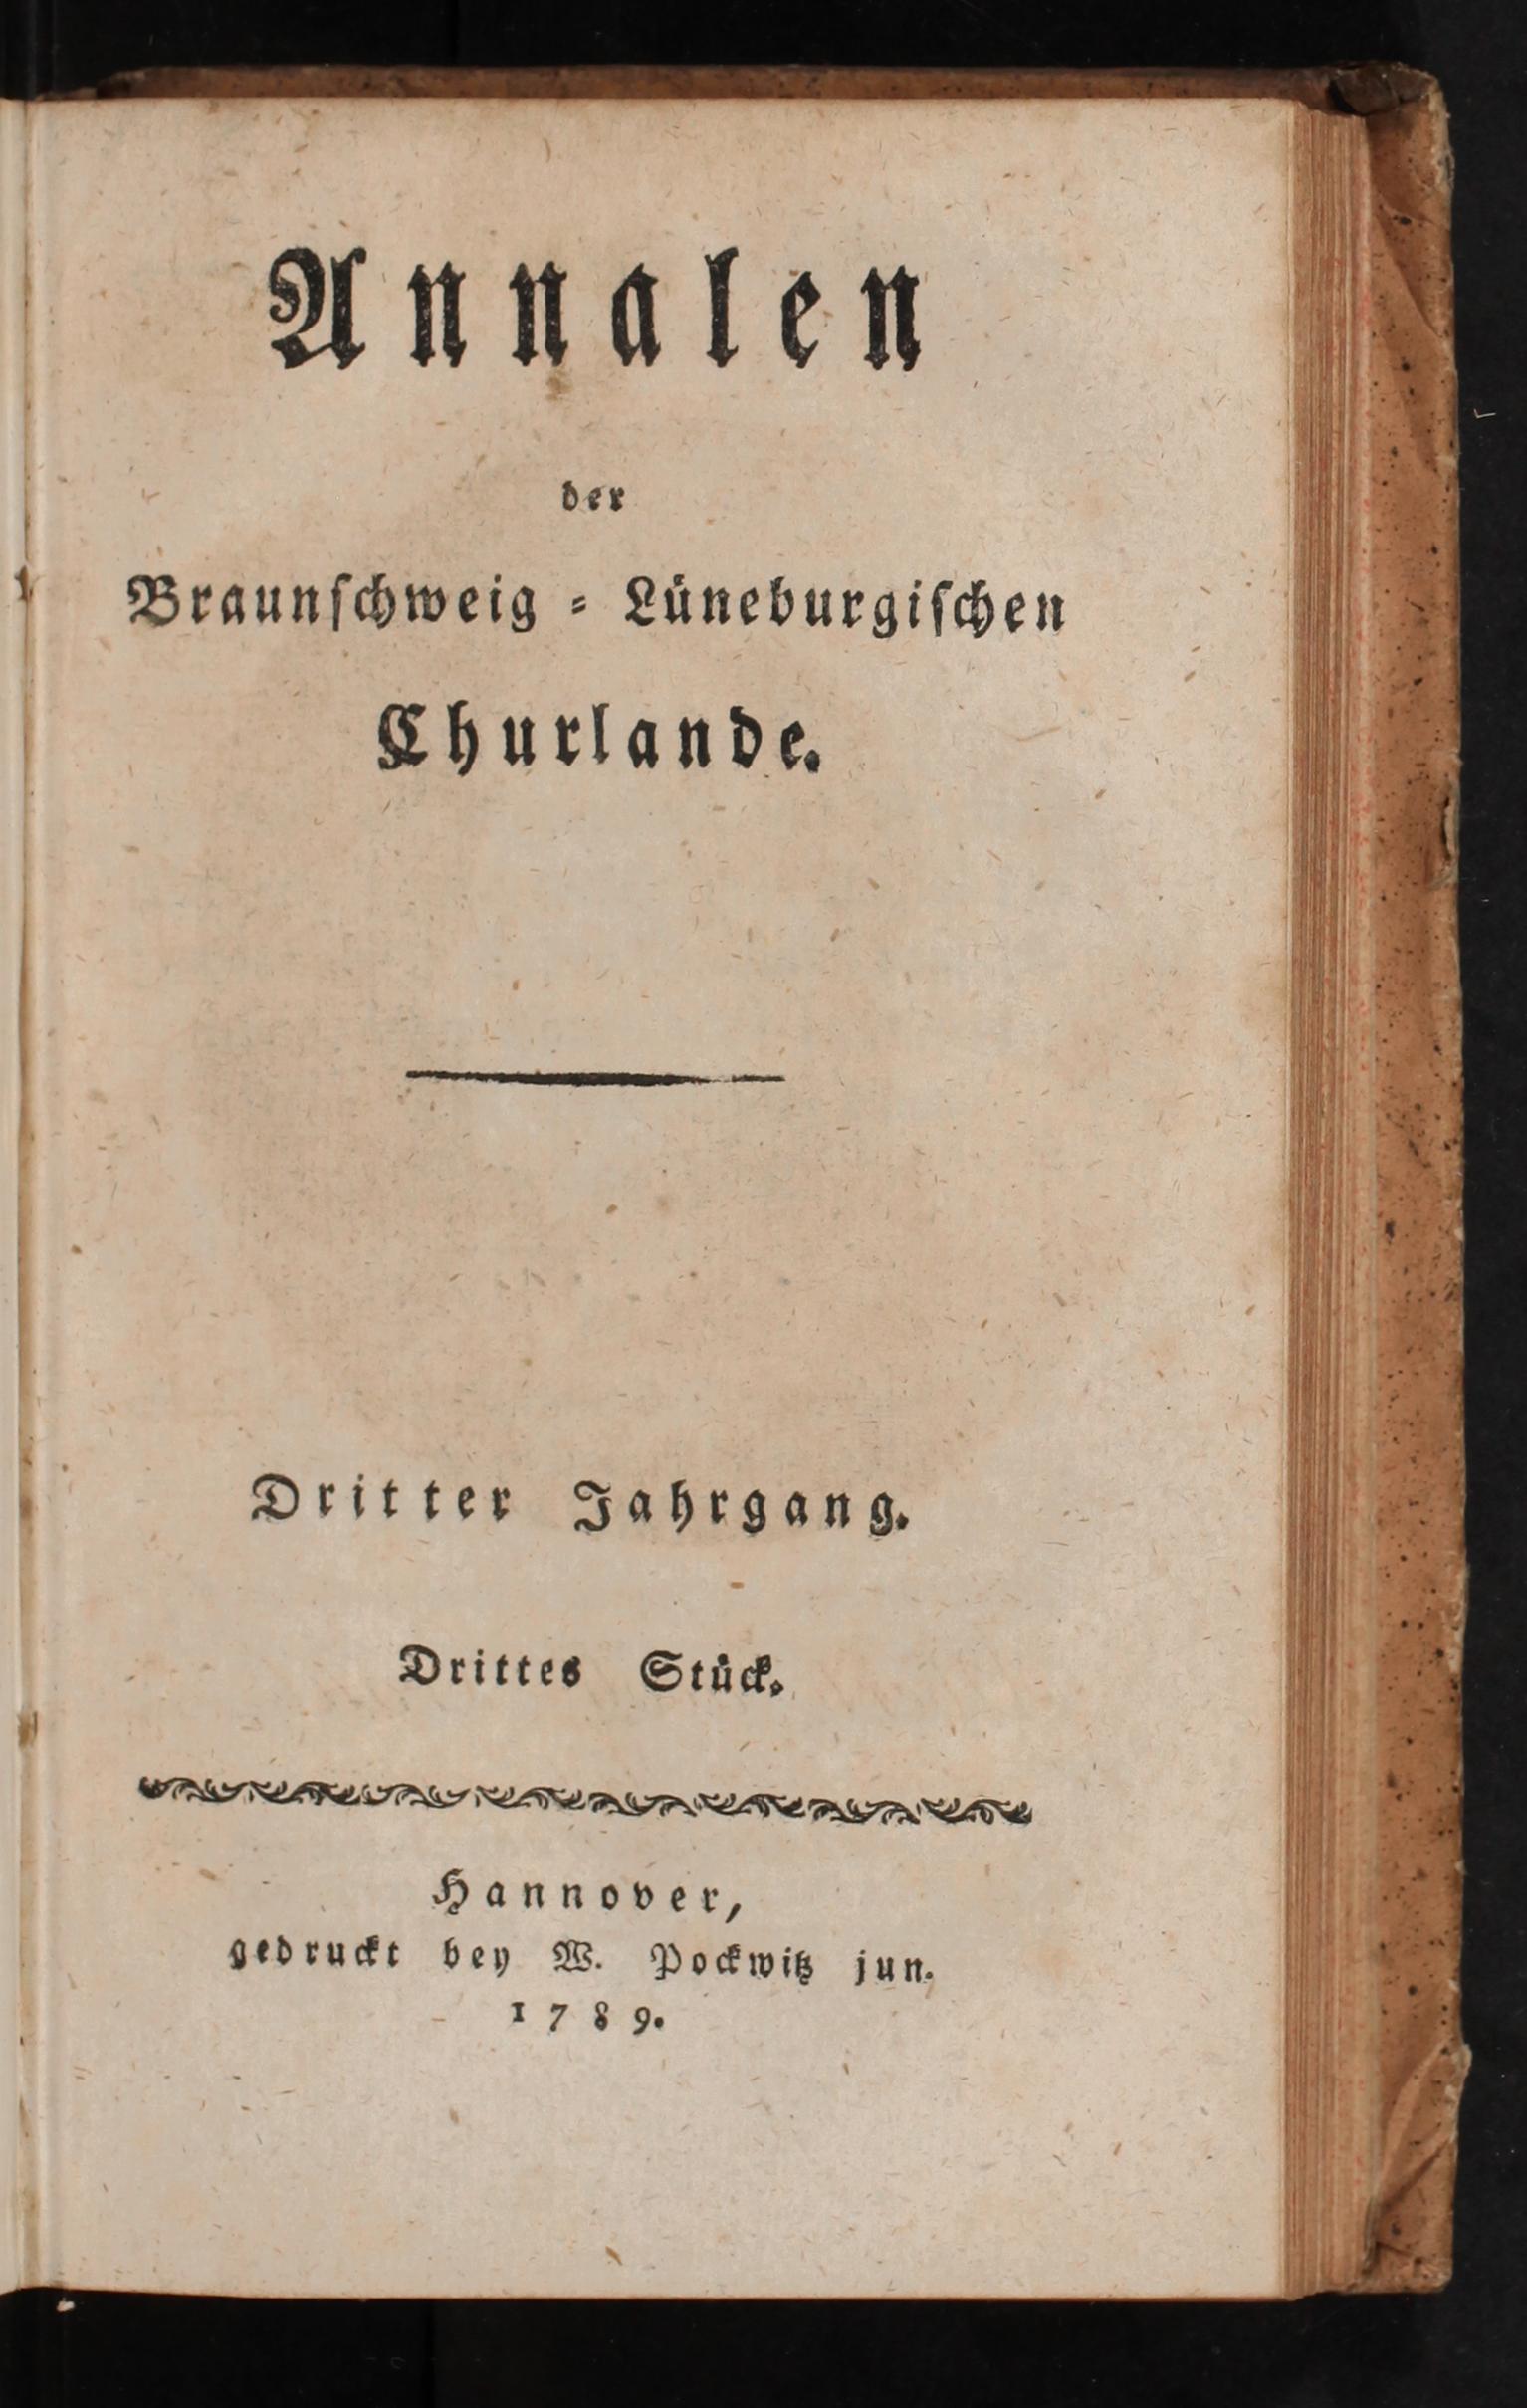 Annalen
der
Braunſchweig = Lüneburgiſchen
Churlande.
Dritter Jahrgang.
Drittes Stück.
Hannover,
gedruckt bey W. Pockwitz jun.
1789.